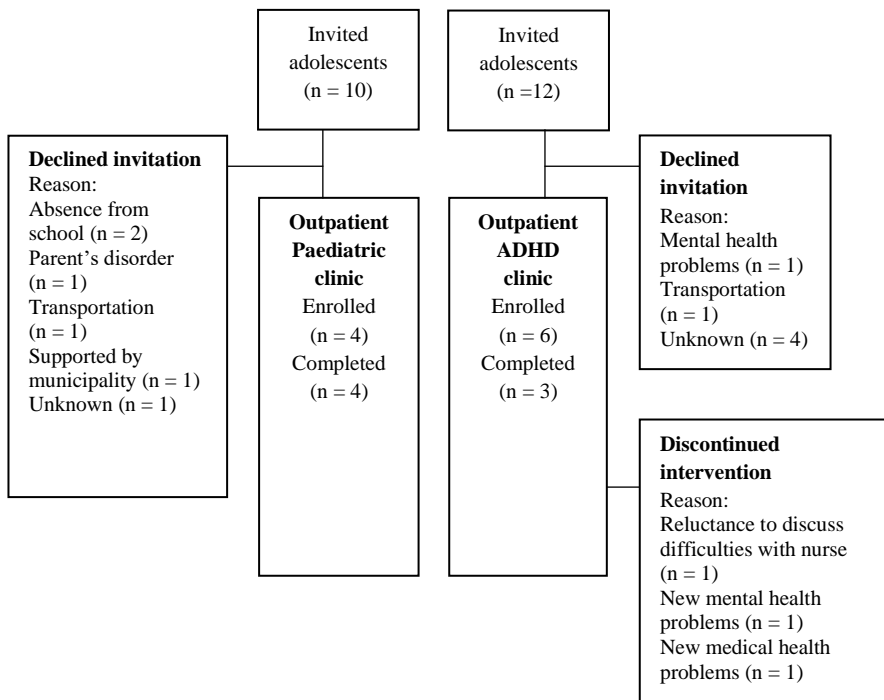 Invited
adolescents
(n = 10)
Invited
adolescents
(n =12)
Declined invitation
Reason:
Absence from
school (n = 2)
Parent's disorder
(n = 1)
Transportation
(n = 1)
Supported by
municipality (n = 1)
Unknown (n = 1)
Outpatient
Paediatric
clinic
Enrolled
(n = 4)
Completed
(n = 4)
Outpatient
ADHD
clinic
Enrolled
(n = 6)
Completed
(n = 3)
Declined
invitation
Reason:
Mental health
problems (n = 1)
Transportation
(n = 1)
Unknown (n = 4)
Discontinued
intervention
Reason:
Reluctance to discuss
difficulties with nurse
(n = 1)
New mental health
problems (n = 1)
New medical health
problems (n = 1)